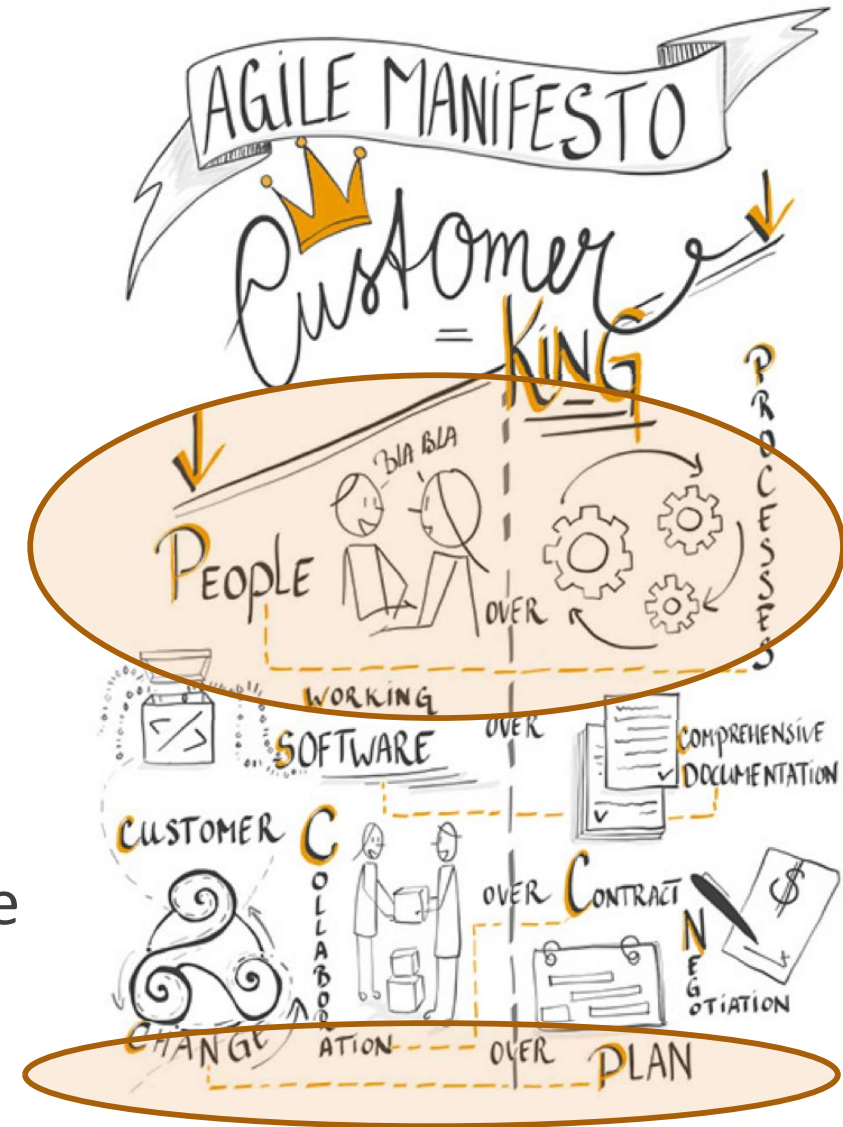 AGiLE MANiFESTO
Customer
=
KiNG
PROCESSES
BlA BlA
PEOPLE
OVER
WORKING
SOFTWARE
OVER
COMPREHENSiVE
DOCUMENTATiON
</>
CUSTOMER
COLLABORATION
OVER
CONTRACT
NEGOTIATION
$
e
CHANGE
OVER
PLAN